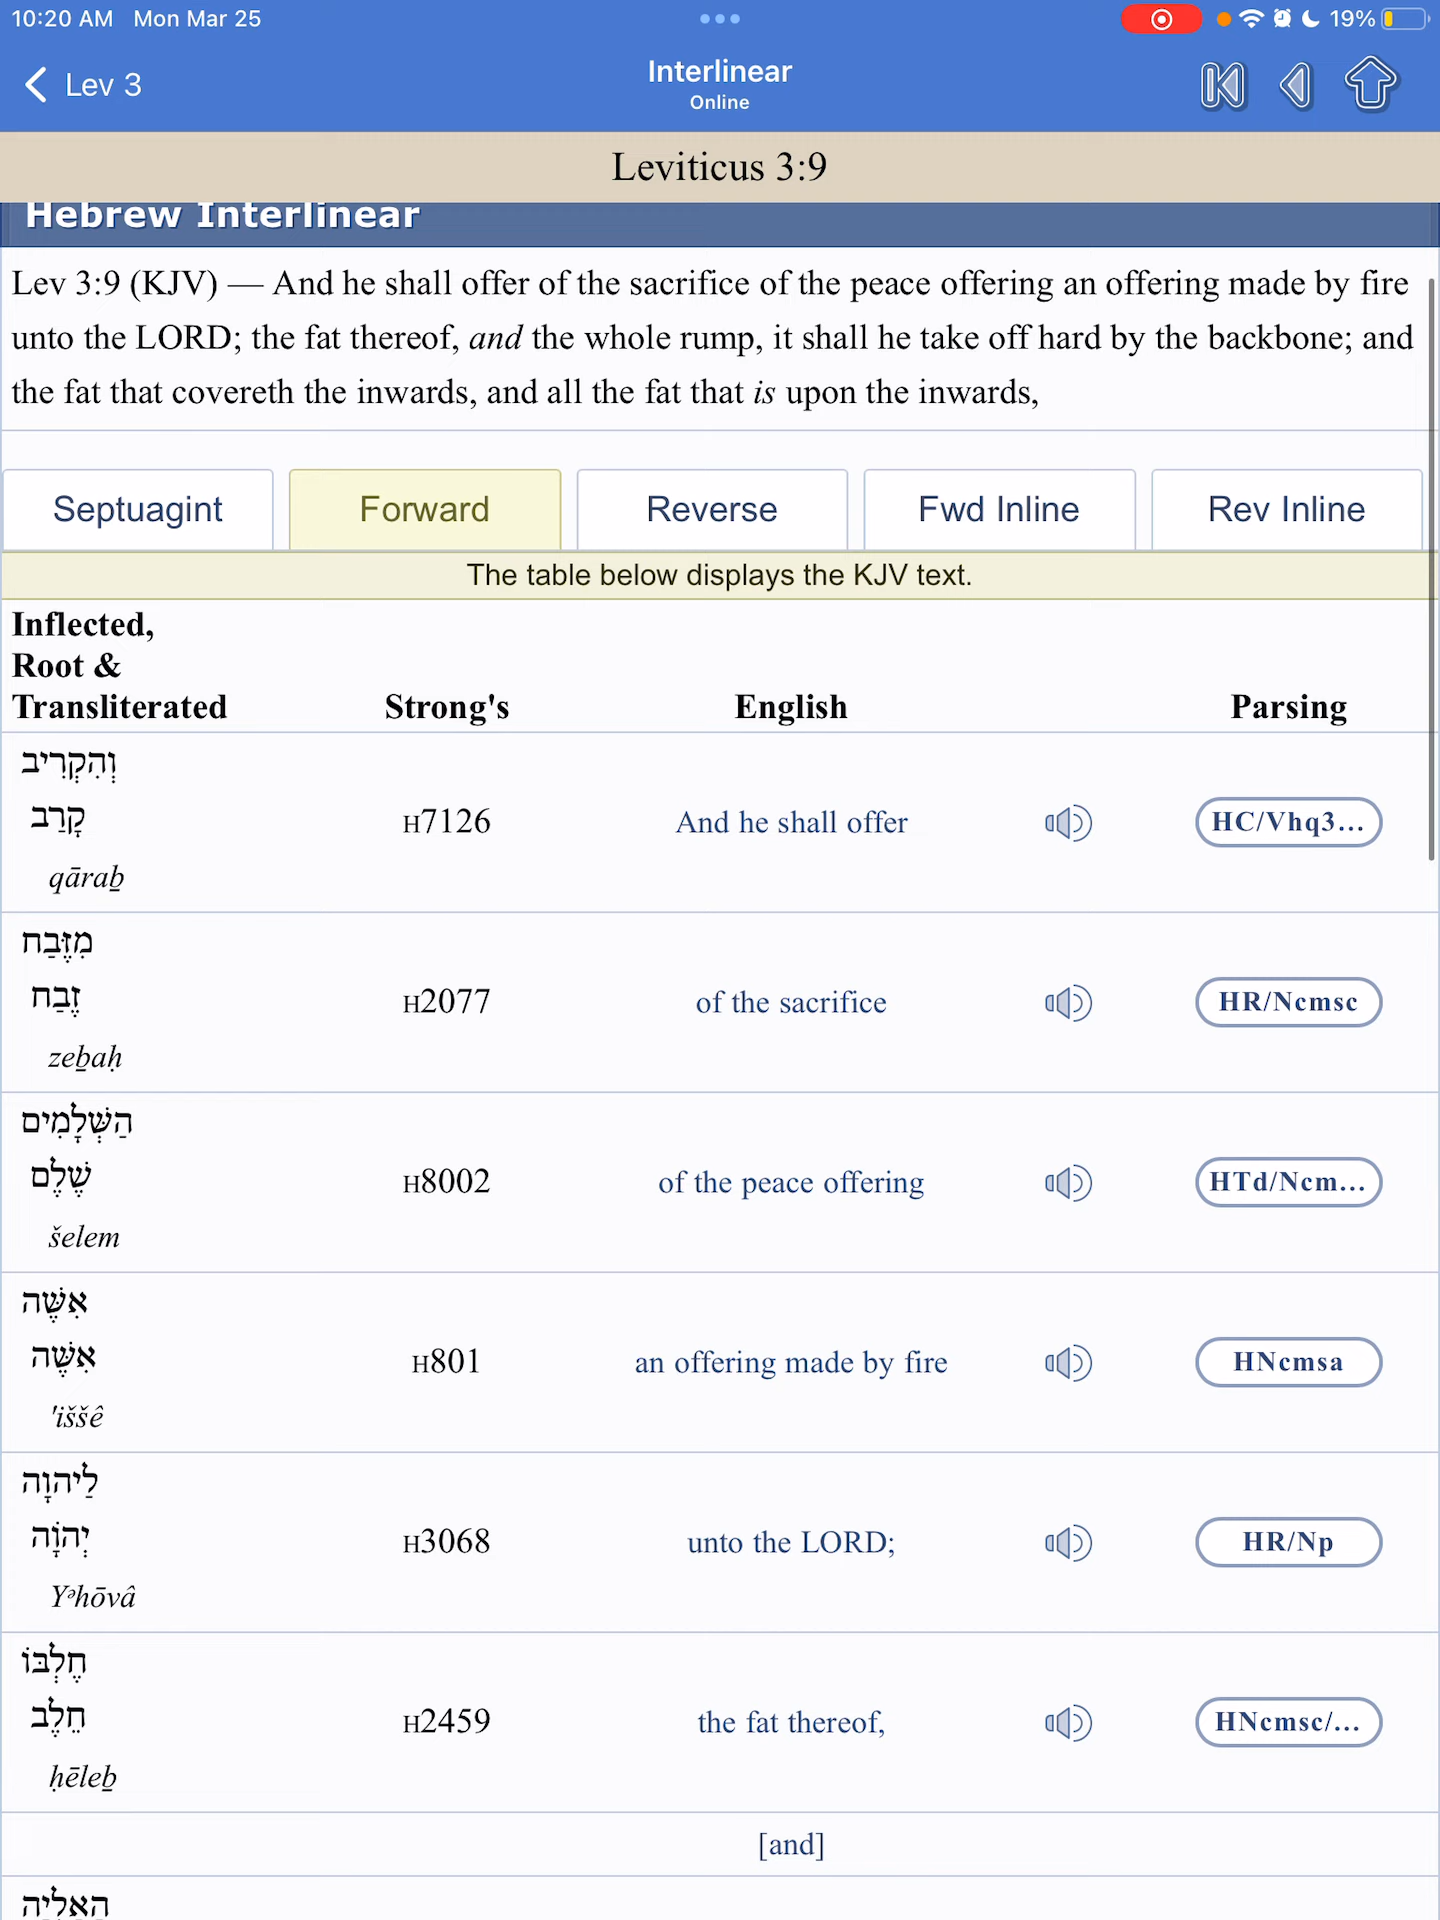 10:20 AM Mon Mar 25
19%
Lev 3
Interlinear
Online
Leviticus 3:9
Hebrew Interlinear
Lev 3:9 (KJV) — And he shall offer of the sacrifice of the peace offering an offering made by fire
unto the LORD; the fat thereof, and the whole rump, it shall he take off hard by the backbone; and
the fat that covereth the inwards, and all the fat that is upon the inwards,
Septuagint Forward Reverse Fwd Inline Rev Inline
The table below displays the KJV text.
Inflected,
Root &
Transliterated Strong's English Parsing
וְהִקְרִיב
קָרַב
qāraḇ
H7126 And he shall offer HC/Vhq3...
מִזֶּבַח
זֶבַח
zeḇaḥ
H2077 of the sacrifice HR/Ncmsc
הַשְּׁלָמִים
שֶׁלֶם
šelem
H8002 of the peace offering HTd/Ncm...
אִשֶּׁה
אִשֶּׁה
'iššê
H801 an offering made by fire HNcmsa
לַיהוָה
יְהֹוָה
Yᵊhōvâ
H3068 unto the LORD; HR/Np
חֶלְבּוֹ
חֵלֶב
ḥēleḇ
H2459 the fat thereof, HNcmsc/...
[and]
הָאַלְיָה